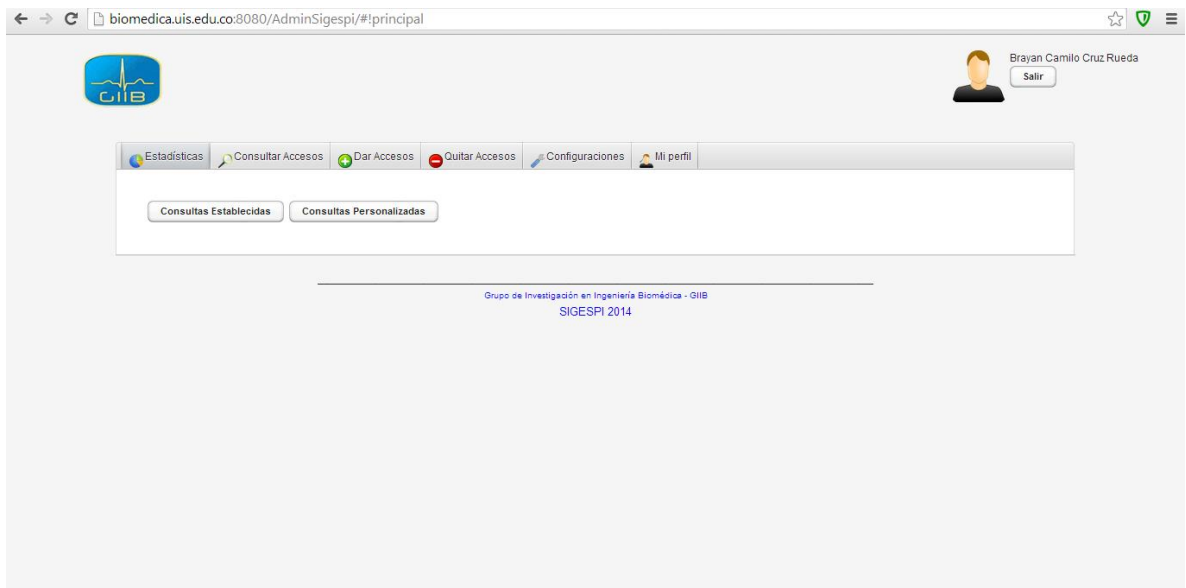 biomedica.uis.edu.co:8080/AdminSigespi/#!principal
GIIB
Brayan Camilo Cruz Rueda
Salir
Estadísticas Consultar Accesos Dar Accesos Quitar Accesos Configuraciones Mi perfil
Consultas Establecidas Consultas Personalizadas
Grupo de Investigación en Ingeniería Biomédica - GIIB
SIGESPI 2014